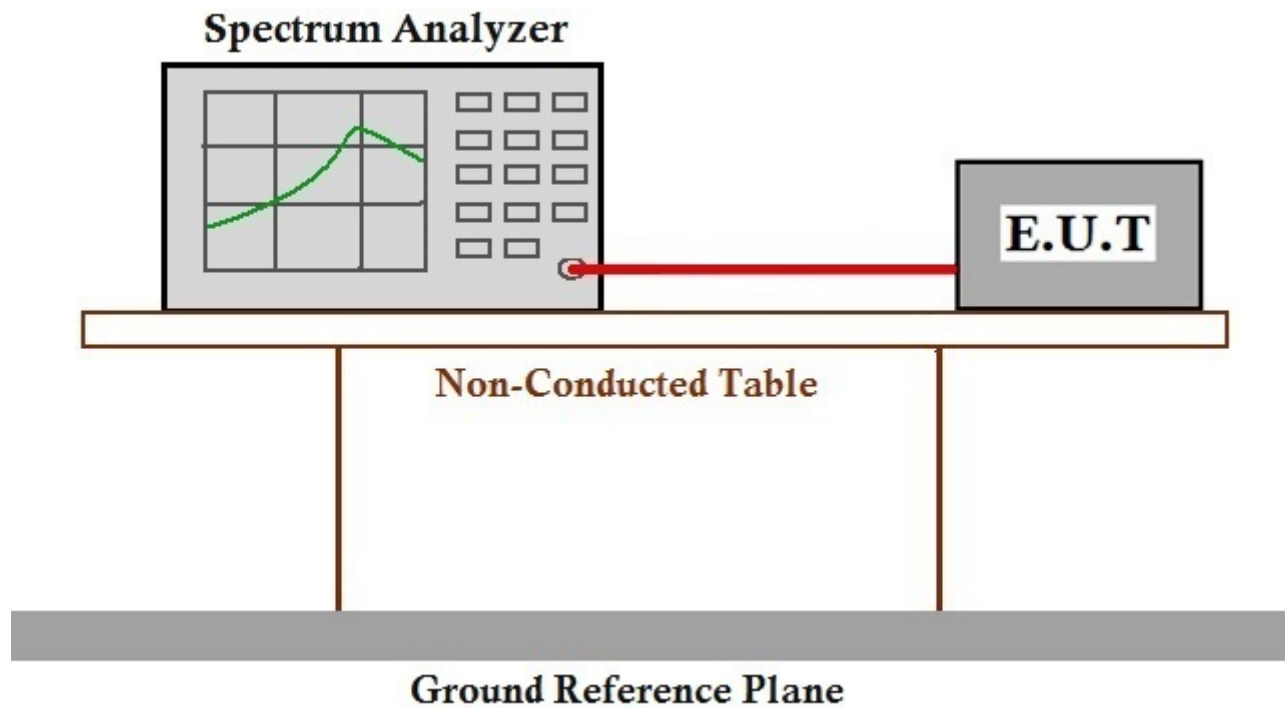 Spectrum Analyzer
E.U.T
Non-Conducted Table
Ground Reference Plane